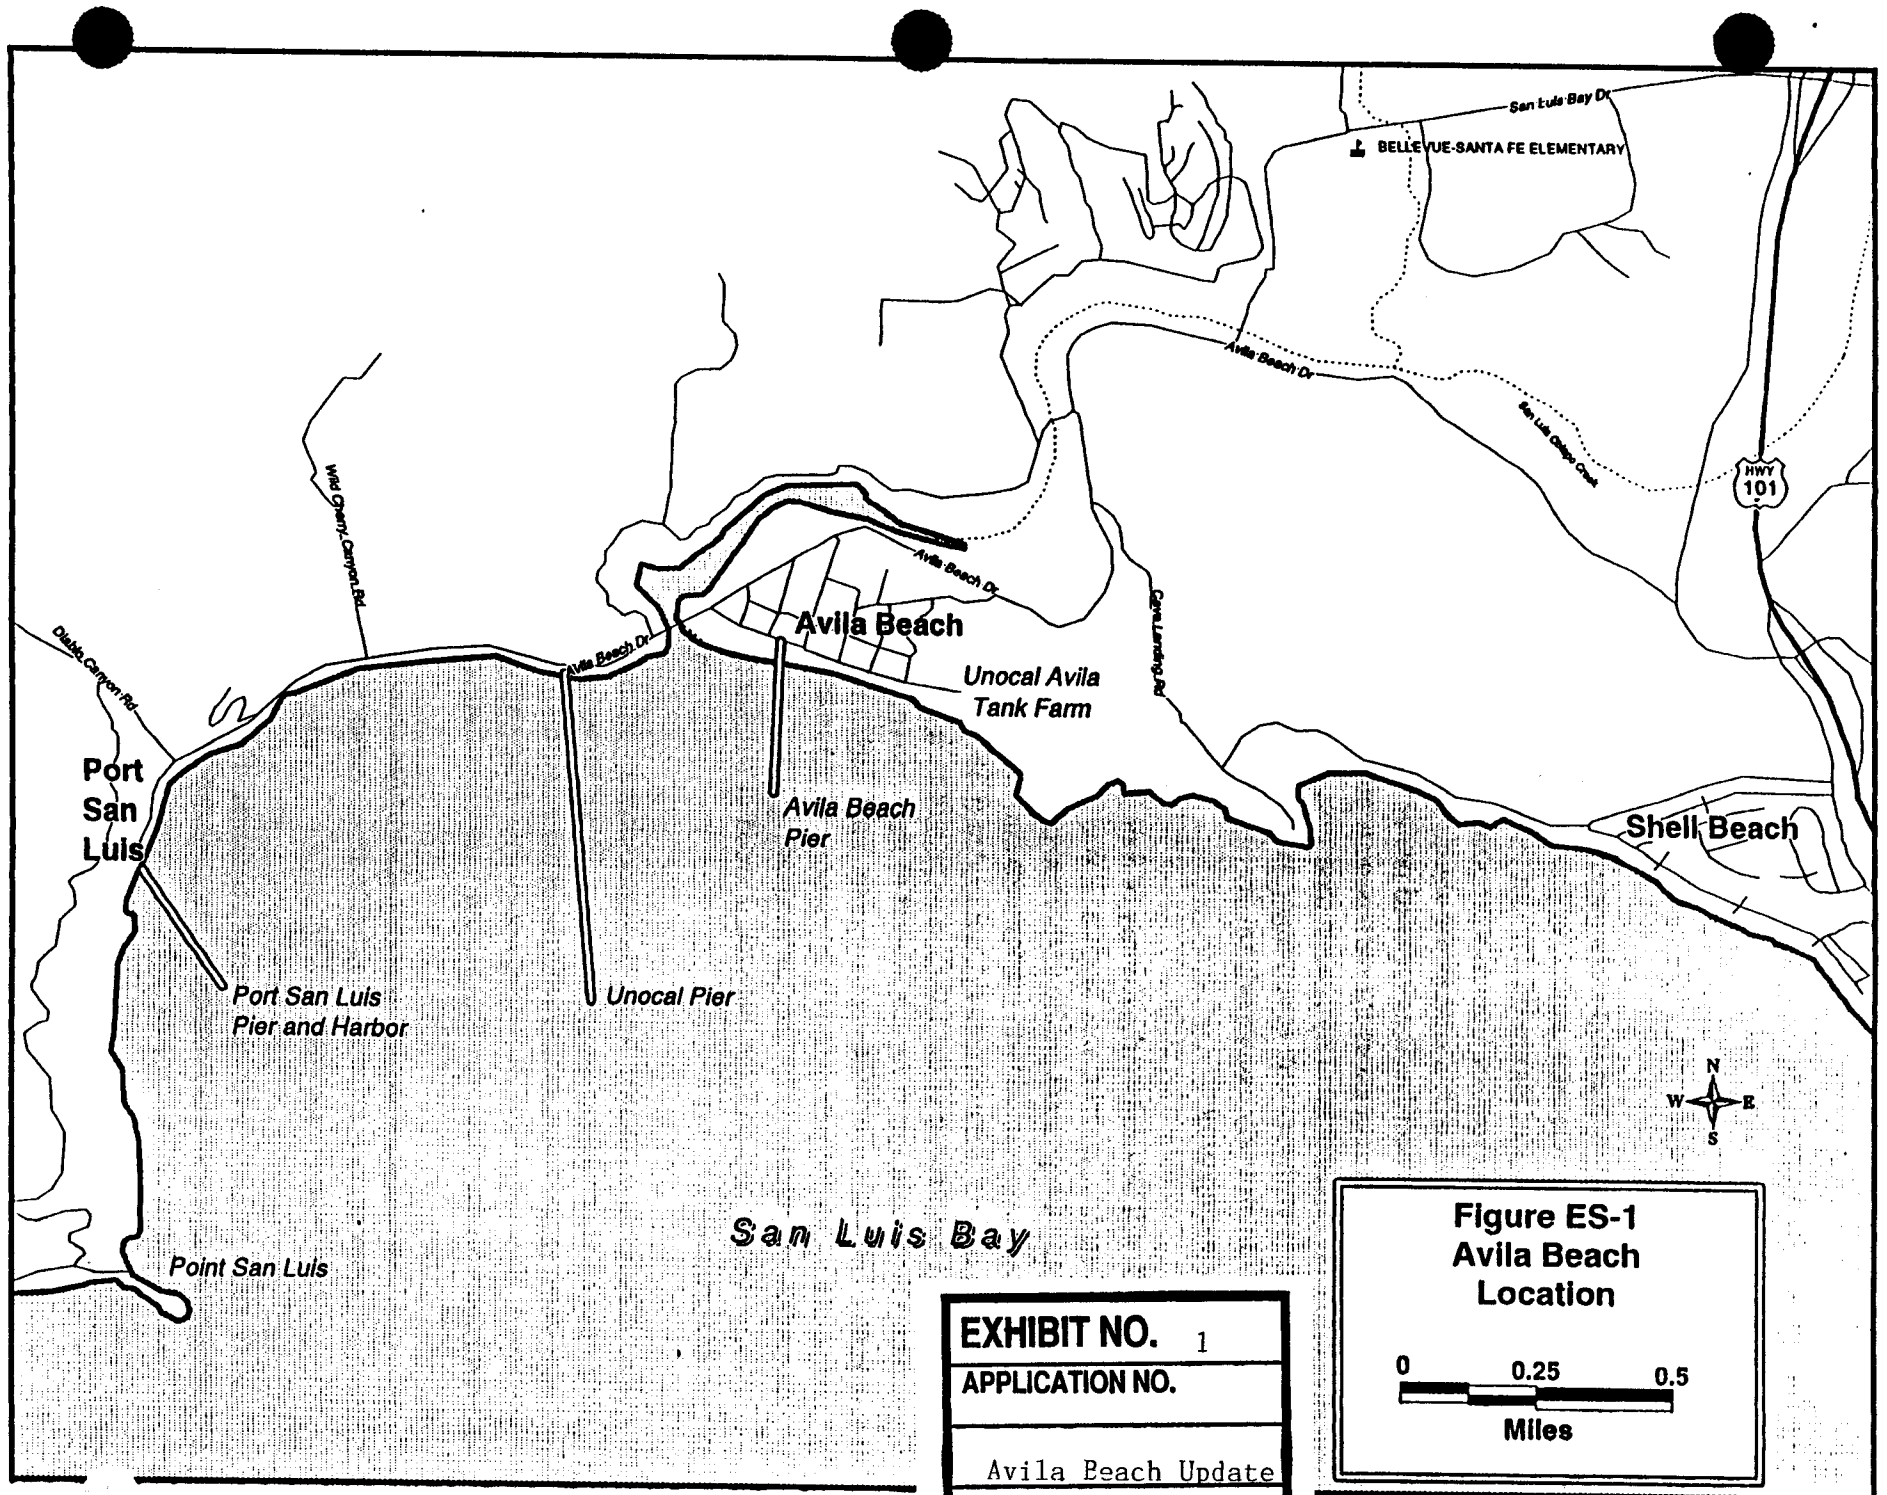 San Luis Bay Dr
BELLEVUE-SANTA FE ELEMENTARY
Avila Beach Dr
San Luis Obispo Creek
HWY
101
Wild Cherry Canyon Rd
Avila Beach Dr
Cave Landing Rd
Avila Beach
Diablo Canyon Rd
Avila Beach Dr
Unocal Avila
Tank Farm
Port
San
Luis
Avila Beach
Pier
Shell Beach
Port San Luis
Pier and Harbor
Unocal Pier
N
W E
S
San Luis Bay
Point San Luis
Figure ES-1
Avila Beach
Location
0 0.25 0.5
Miles
EXHIBIT NO. 1
APPLICATION NO.
Avila Beach Update